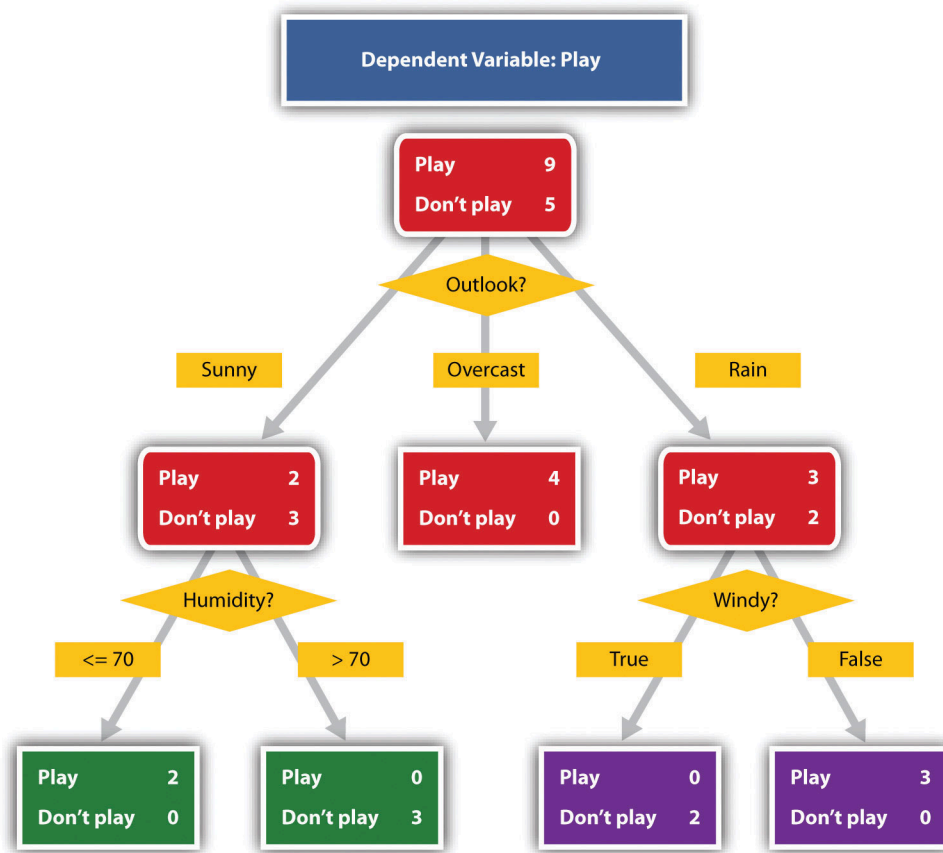 Dependent Variable: Play
Play 9
Don’t play 5
Outlook?
Sunny Overcast Rain
Play 2
Don’t play 3
Play 4
Don’t play 0
Play 3
Don’t play 2
Humidity?
<= 70 > 70
Windy?
True False
Play 2
Don’t play 0
Play 0
Don’t play 3
Play 0
Don’t play 2
Play 3
Don’t play 0